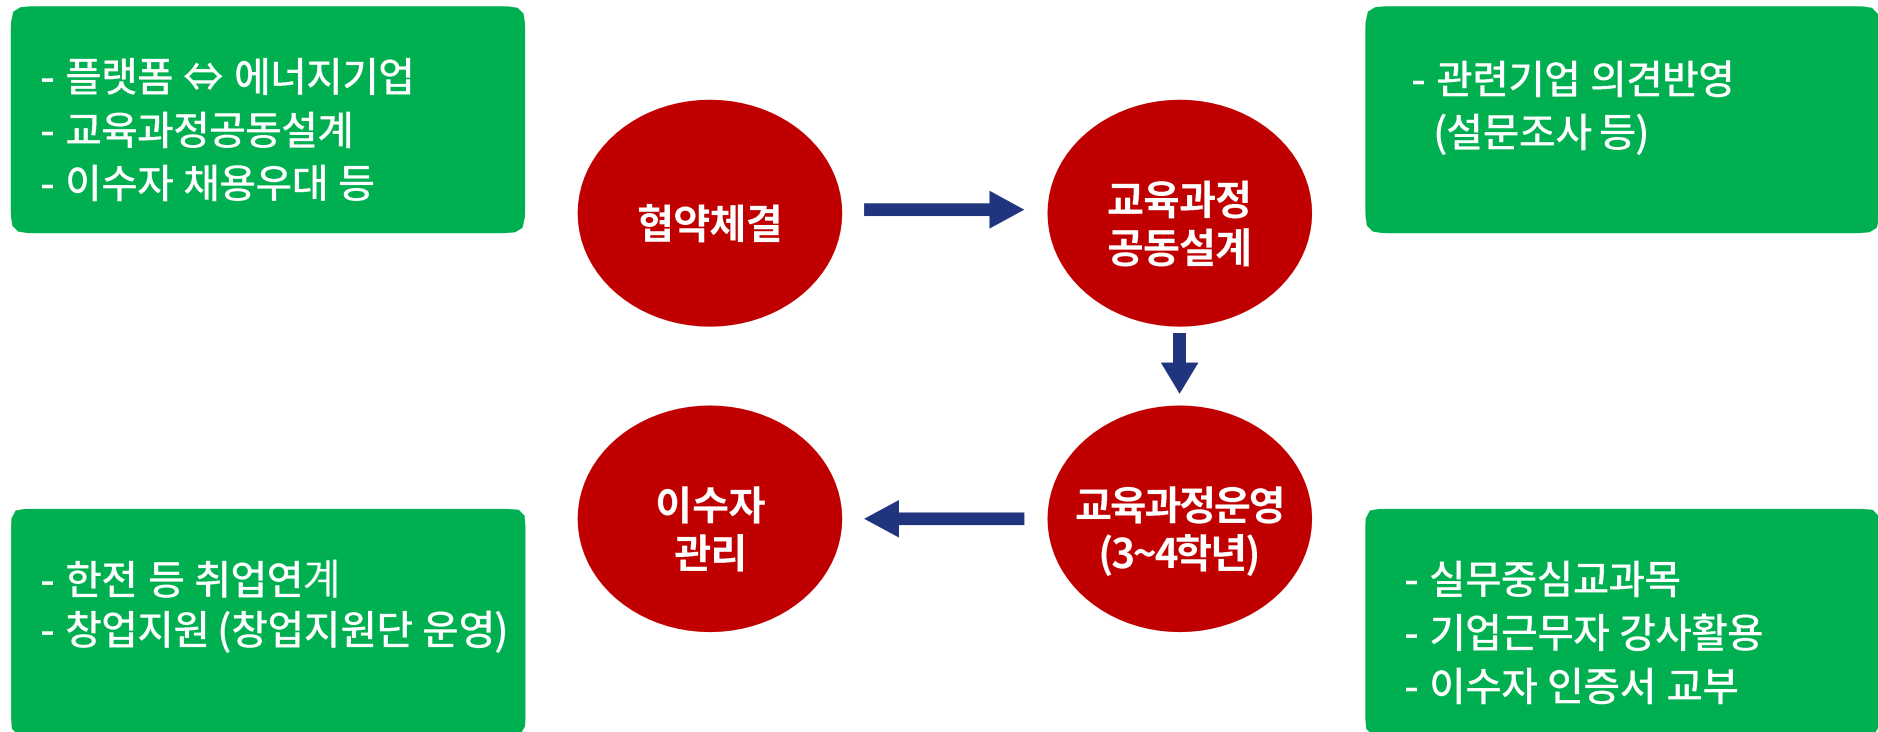 - 플랫폼 ⇔ 에너지기업
- 교육과정공동설계
- 이수자 채용우대 등
협약체결
교육과정
공동설계
- 관련기업 의견반영
(설문조사 등)
- 한전 등 취업연계
- 창업지원 (창업지원단 운영)
이수자
관리
교육과정운영
(3~4학년)
- 실무중심교과목
- 기업근무자 강사활용
- 이수자 인증서 교부